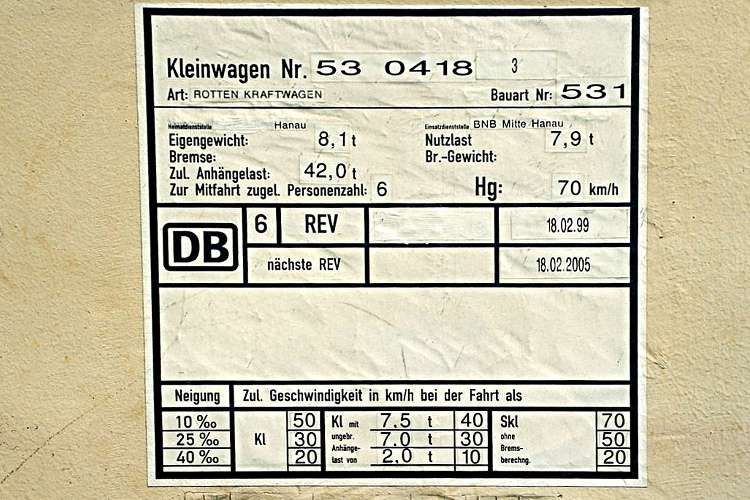 Kleinwagen Nr. 53 0418 3
Art: ROTTEN KRAFTWAGEN Bauart Nr: 531
Heimatdienststelle Hanau Einsatzdienststelle BNB Mitte Hanau
Eigengewicht: 8,1 t Nutzlast 7,9 t
Bremse: Br.-Gewicht:
Zul. Anhängelast: 42,0 t
Zur Mitfahrt zugel. Personenzahl: 6 Hg: 70 km/h
DB 6 REV 18.02.99
nächste REV 18.02.2005
Neigung Zul. Geschwindigkeit in km/h bei der Fahrt als
10 ‰ Kl 50 Kl mit 7,5 t 40 Skl 70
25 ‰ 30 ungebr. 7,0 t 30 ohne 50
40 ‰ 20 Anhänge- last von 2,0 t 10 Brems- berechng. 20